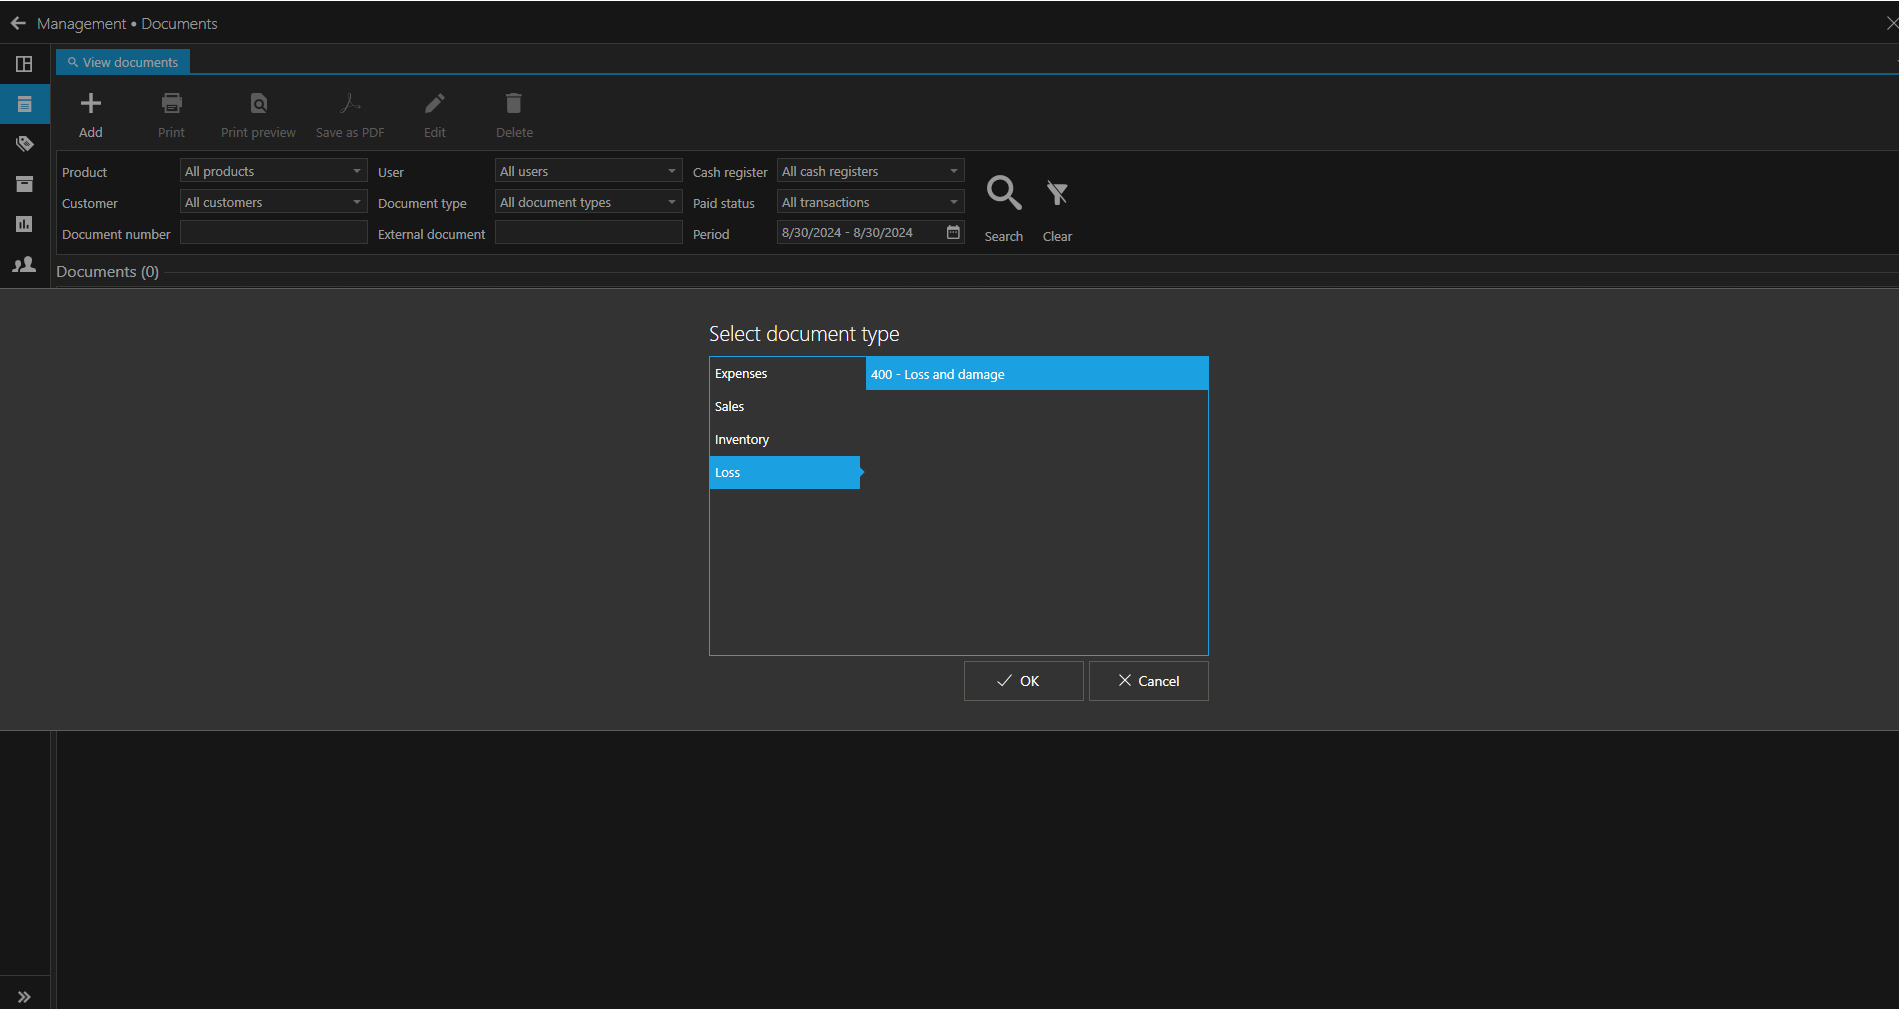 Management • Documents
View documents
Add
Print
Print preview
Save as PDF
Edit
Delete
Product
All products
User
All users
Cash register
All cash registers
Customer
All customers
Document type
All document types
Paid status
All transactions
Document number
External document
Period
8/30/2024 - 8/30/2024
Search
Clear
Documents (0)
Select document type
Expenses
400 - Loss and damage
Sales
Inventory
Loss
OK
Cancel